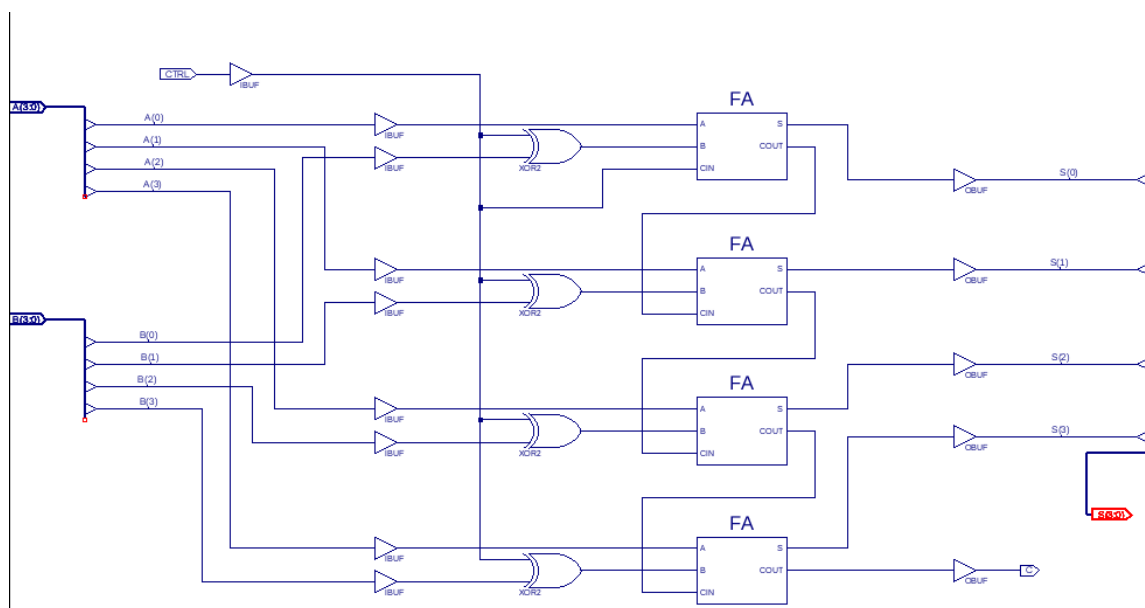 CTRL
IBUF
FA
A(3:0)
A(0) IBUF A S
A(1) XOR2 B COUT
A(2) IBUF CIN
A(3)
OBUF S(0)
FA
IBUF A S OBUF S(1)
XOR2 B COUT
IBUF CIN
B(3:0)
B(0)
B(1)
B(2)
B(3)
FA
OBUF S(2)
IBUF A S
XOR2 B COUT
IBUF CIN
OBUF S(3)
S(3:0)
FA
IBUF A S
XOR2 B COUT OBUF C
IBUF CIN